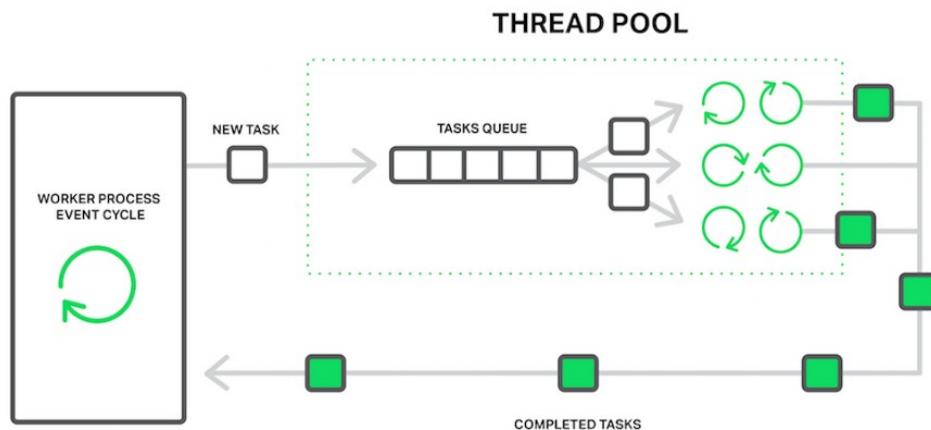 THREAD POOL
NEW TASK
TASKS QUEUE
WORKER PROCESS
EVENT CYCLE
COMPLETED TASKS